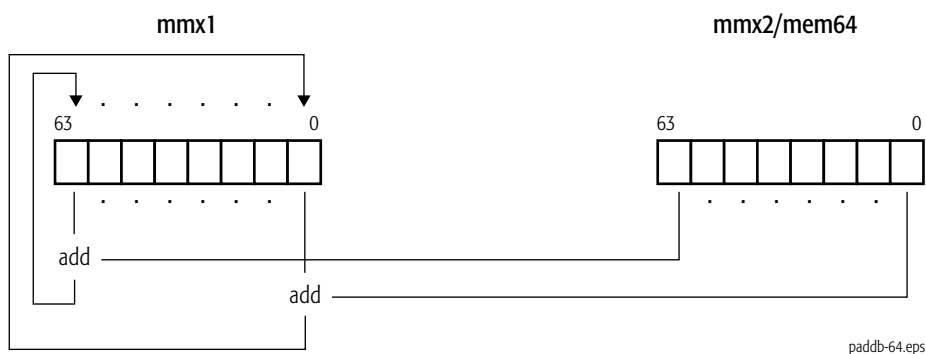 mmx1 mmx2/mem64
. . . . . .
63 0 63 0
. . . . . . . . . . . .
add
add
paddb-64.eps